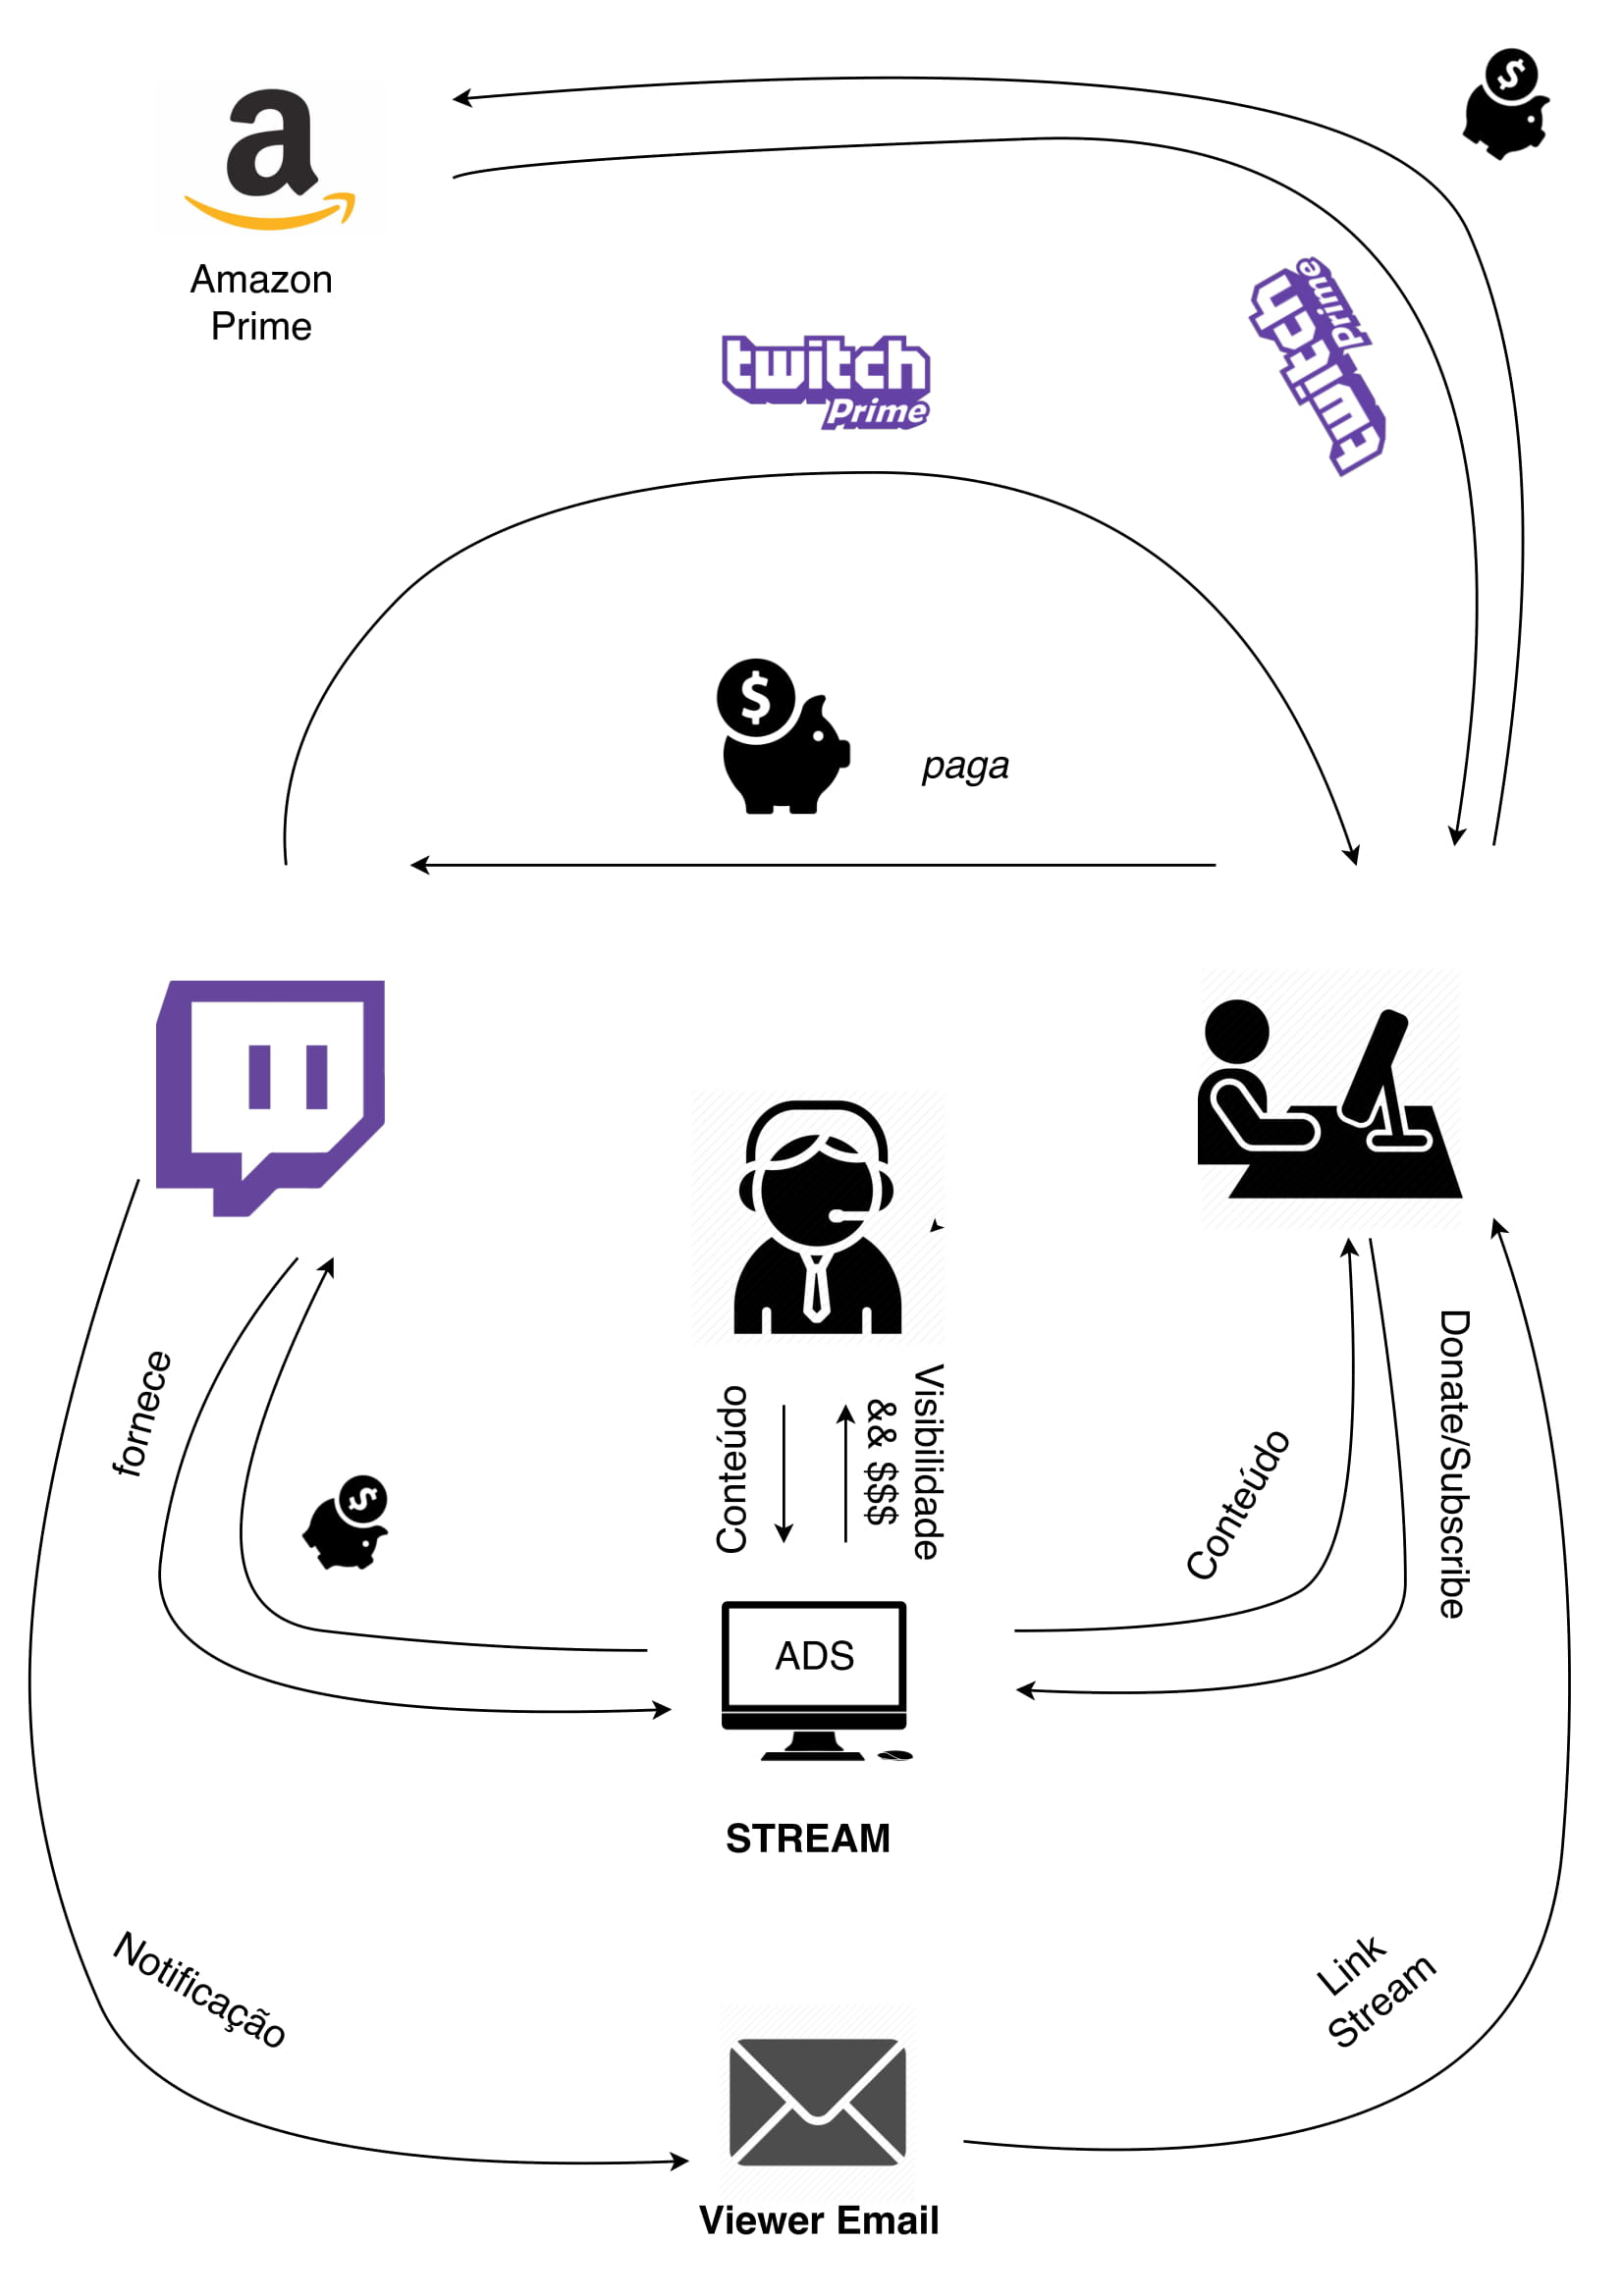 a
Amazon
Prime
twitch
Prime
twitch
Prime
$
$
paga
fornece
$
Conteúdo
Visibilidade
&& $$$
Conteúdo
Donate/Subscribe
ADS
STREAM
Notificação
Link
Stream
Viewer Email